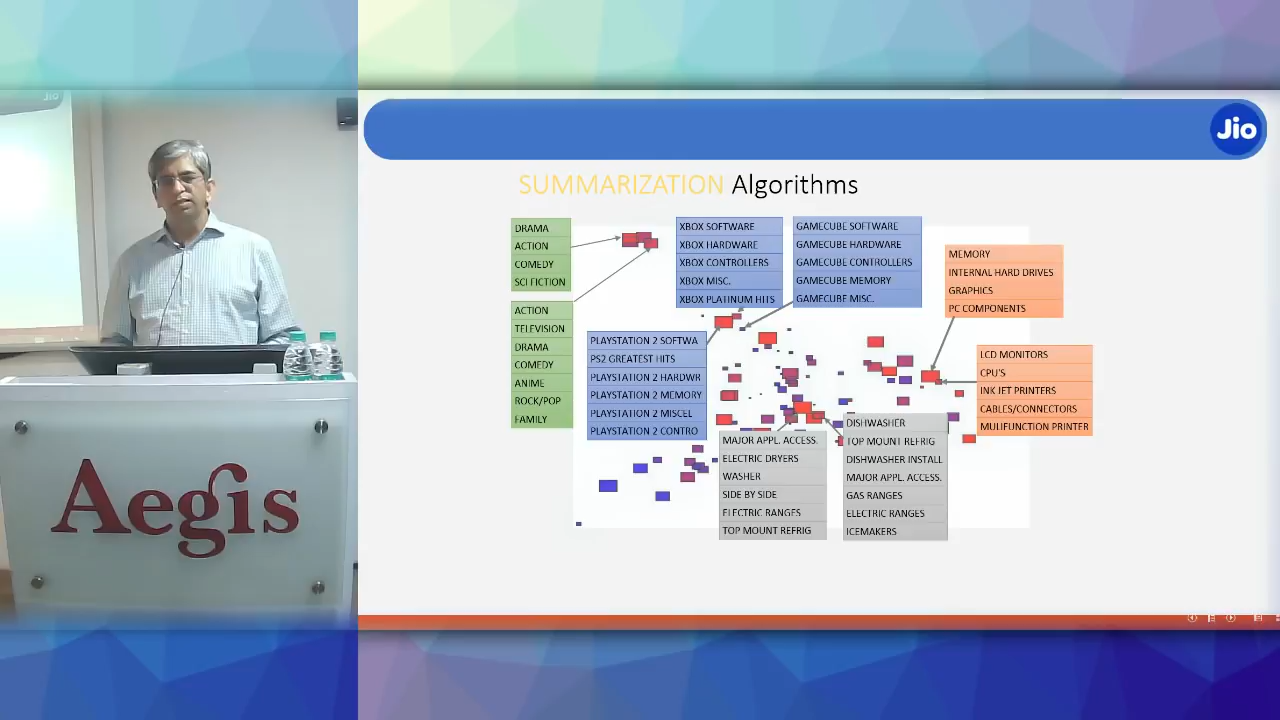 Jio
SUMMARIZATION Algorithms
DRAMA
ACTION
COMEDY
SCI FICTION
ACTION
TELEVISION
DRAMA
COMEDY
ANIME
ROCK/POP
FAMILY
XBOX SOFTWARE
XBOX HARDWARE
XBOX CONTROLLERS
XBOX MISC.
XBOX PLATINUM HITS
GAMECUBE SOFTWARE
GAMECUBE HARDWARE
GAMECUBE CONTROLLERS
GAMECUBE MEMORY
GAMECUBE MISC.
MEMORY
INTERNAL HARD DRIVES
GRAPHICS
PC COMPONENTS
PLAYSTATION 2 SOFTWA
PS2 GREATEST HITS
PLAYSTATION 2 HARDWR
PLAYSTATION 2 MEMORY
PLAYSTATION 2 MISCEL
PLAYSTATION 2 CONTRO
LCD MONITORS
CPU'S
INK JET PRINTERS
CABLES/CONNECTORS
MULIFUNCTION PRINTER
MAJOR APPL. ACCESS.
ELECTRIC DRYERS
WASHER
SIDE BY SIDE
ELECTRIC RANGES
TOP MOUNT REFRIG
DISHWASHER
TOP MOUNT REFRIG
DISHWASHER INSTALL
MAJOR APPL. ACCESS.
GAS RANGES
ELECTRIC RANGES
ICEMAKERS
Jio
Aegis